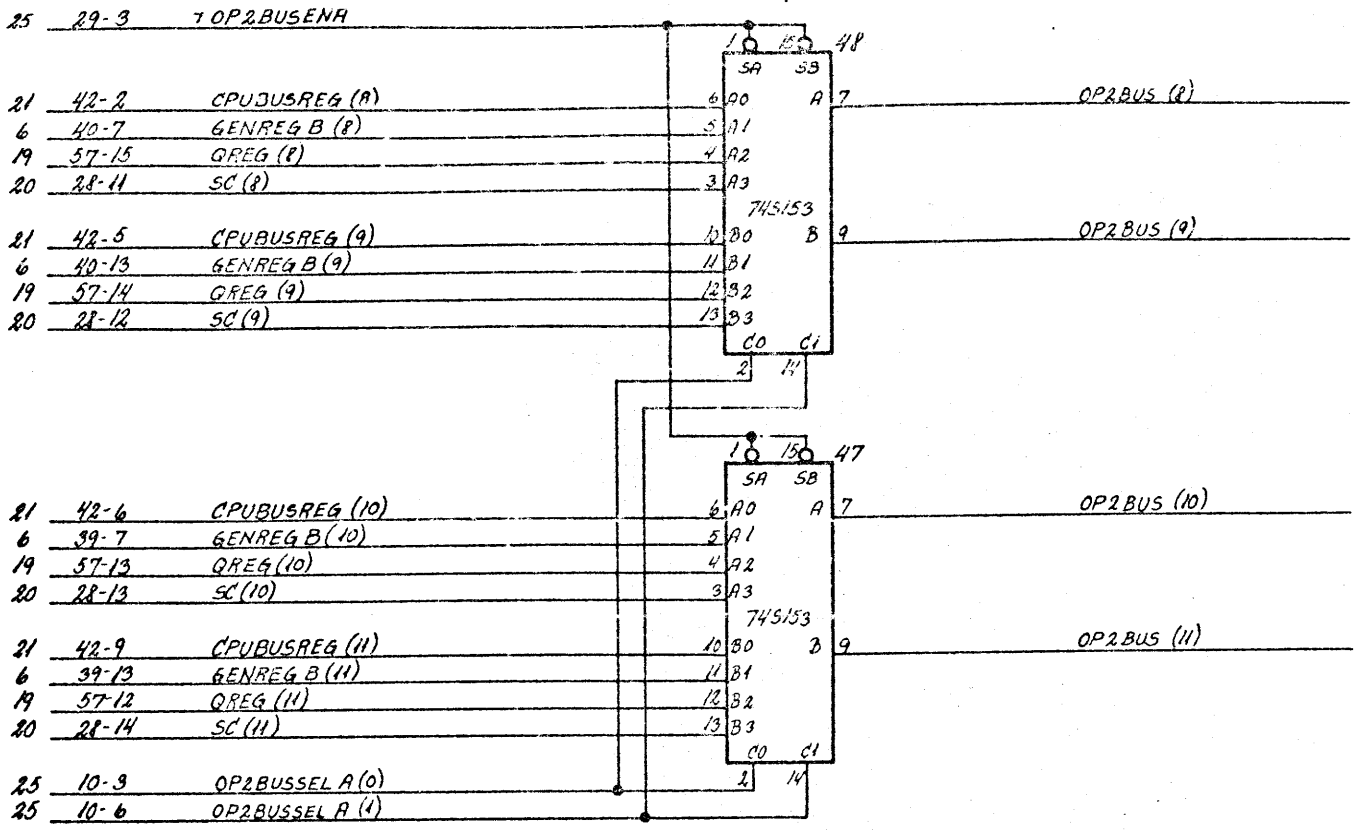 25 29-3 ¬OP2BUSENA
1 15 48
SA SB
21 42-2 CPUBUSREG (8) 6 A0 A 7 OP2BUS (8)
6 40-7 GENREG B (8) 5 A1
19 57-15 QREG (8) 4 A2
20 28-11 SC (8) 3 A3
74S153
21 42-5 CPUBUSREG (9) 10 B0 B 9 OP2BUS (9)
6 40-13 GENREG B (9) 11 B1
19 57-14 QREG (9) 12 B2
20 28-12 SC (9) 13 B3
C0 C1
2 14
1 15 47
SA SB
21 42-6 CPUBUSREG (10) 6 A0 A 7 OP2BUS (10)
6 39-7 GENREG B (10) 5 A1
19 57-13 QREG (10) 4 A2
20 28-13 SC (10) 3 A3
74S153
21 42-9 CPUBUSREG (11) 10 B0 B 9 OP2BUS (11)
6 39-13 GENREG B (11) 11 B1
19 57-12 QREG (11) 12 B2
20 28-14 SC (11) 13 B3
C0 C1
25 10-3 OP2BUSSEL A (0) 2 14
25 10-6 OP2BUSSEL A (1)